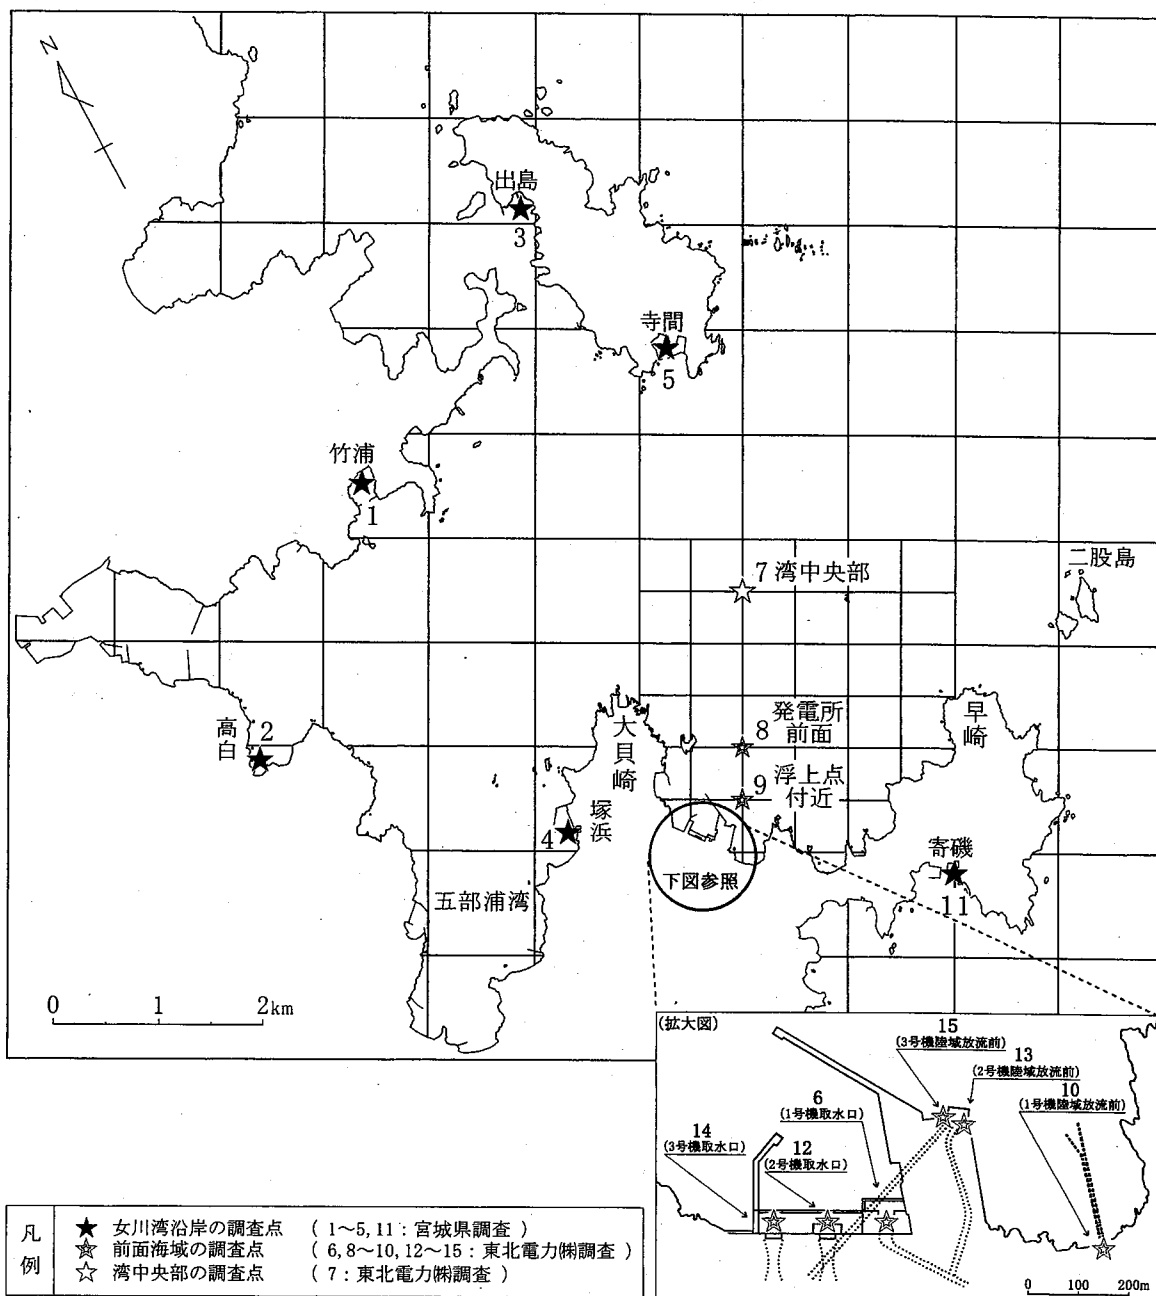 N
出島
3
寺間
5
竹浦
1
7 湾中央部
二股島
高白
2
大貝崎
8
発電所
前面
早崎
9
浮上点
付近
4
塚浜
下図参照
寄磯
11
五部浦湾
0 1 2km
(拡大図)
15
(3号機陸域放流前)
13
(2号機陸域放流前)
10
(1号機陸域放流前)
6
(1号機取水口)
14
(3号機取水口)
12
(2号機取水口)
0 100 200m
凡例
★ 女川湾沿岸の調査点 ( 1~5, 11 : 宮城県調査 )
前面海域の調査点 ( 6, 8~10, 12~15 : 東北電力㈱調査 )
☆ 湾中央部の調査点 ( 7 : 東北電力㈱調査 )